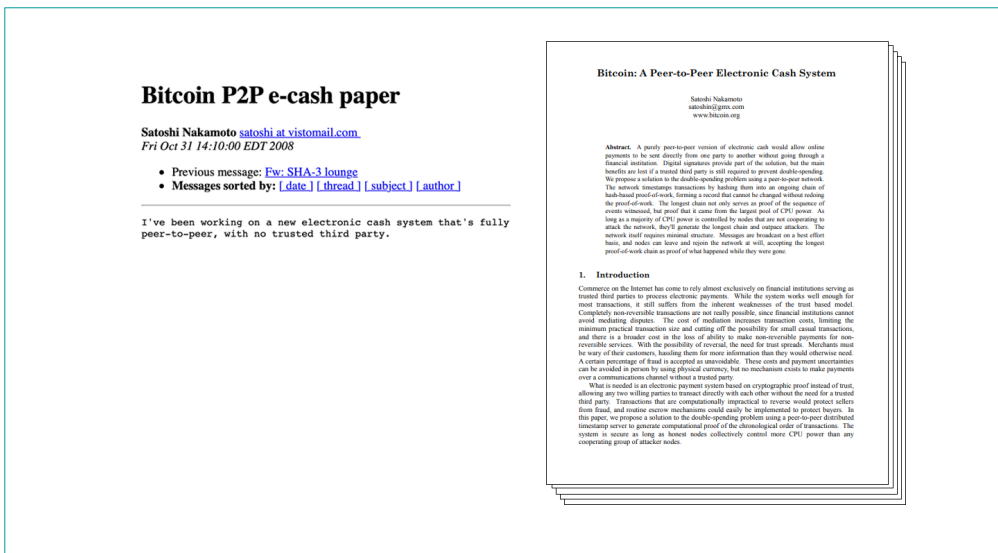 Bitcoin P2P e-cash paper
Satoshi Nakamoto satoshi at vistomail.com
Fri Oct 31 14:10:00 EDT 2008
• Previous message: Fw: SHA-3 lounge
• Messages sorted by: [ date ] [ thread ] [ subject ] [ author ]
I've been working on a new electronic cash system that's fully
peer-to-peer, with no trusted third party.
Bitcoin: A Peer-to-Peer Electronic Cash System
Satoshi Nakamoto
satoshin@gmx.com
www.bitcoin.org
Abstract. A purely peer-to-peer version of electronic cash would allow online
payments to be sent directly from one party to another without going through a
financial institution. Digital signatures provide part of the solution, but the main
benefits are lost if a trusted third party is still required to prevent double-spending.
We propose a solution to the double-spending problem using a peer-to-peer network.
The network timestamps transactions by hashing them into an ongoing chain of
hash-based proof-of-work, forming a record that cannot be changed without redoing
the proof-of-work. The longest chain not only serves as proof of the sequence of
events witnessed, but proof that it came from the largest pool of CPU power. As
long as a majority of CPU power is controlled by nodes that are not cooperating to
attack the network, they'll generate the longest chain and outpace attackers. The
network itself requires minimal structure. Messages are broadcast on a best effort
basis, and nodes can leave and rejoin the network at will, accepting the longest
proof-of-work chain as proof of what happened while they were gone.
1. Introduction
Commerce on the Internet has come to rely almost exclusively on financial institutions serving as
trusted third parties to process electronic payments. While the system works well enough for
most transactions, it still suffers from the inherent weaknesses of the trust based model.
Completely non-reversible transactions are not really possible, since financial institutions cannot
avoid mediating disputes. The cost of mediation increases transaction costs, limiting the
minimum practical transaction size and cutting off the possibility for small casual transactions,
and there is a broader cost in the loss of ability to make non-reversible payments for non-
reversible services. With the possibility of reversal, the need for trust spreads. Merchants must
be wary of their customers, hassling them for more information than they would otherwise need.
A certain percentage of fraud is accepted as unavoidable. These costs and payment uncertainties
can be avoided in person by using physical currency, but no mechanism exists to make payments
over a communications channel without a trusted party.
What is needed is an electronic payment system based on cryptographic proof instead of trust,
allowing any two willing parties to transact directly with each other without the need for a trusted
third party. Transactions that are computationally impractical to reverse would protect sellers
from fraud, and routine escrow mechanisms could easily be implemented to protect buyers. In
this paper, we propose a solution to the double-spending problem using a peer-to-peer distributed
timestamp server to generate computational proof of the chronological order of transactions. The
system is secure as long as honest nodes collectively control more CPU power than any
cooperating group of attacker nodes.